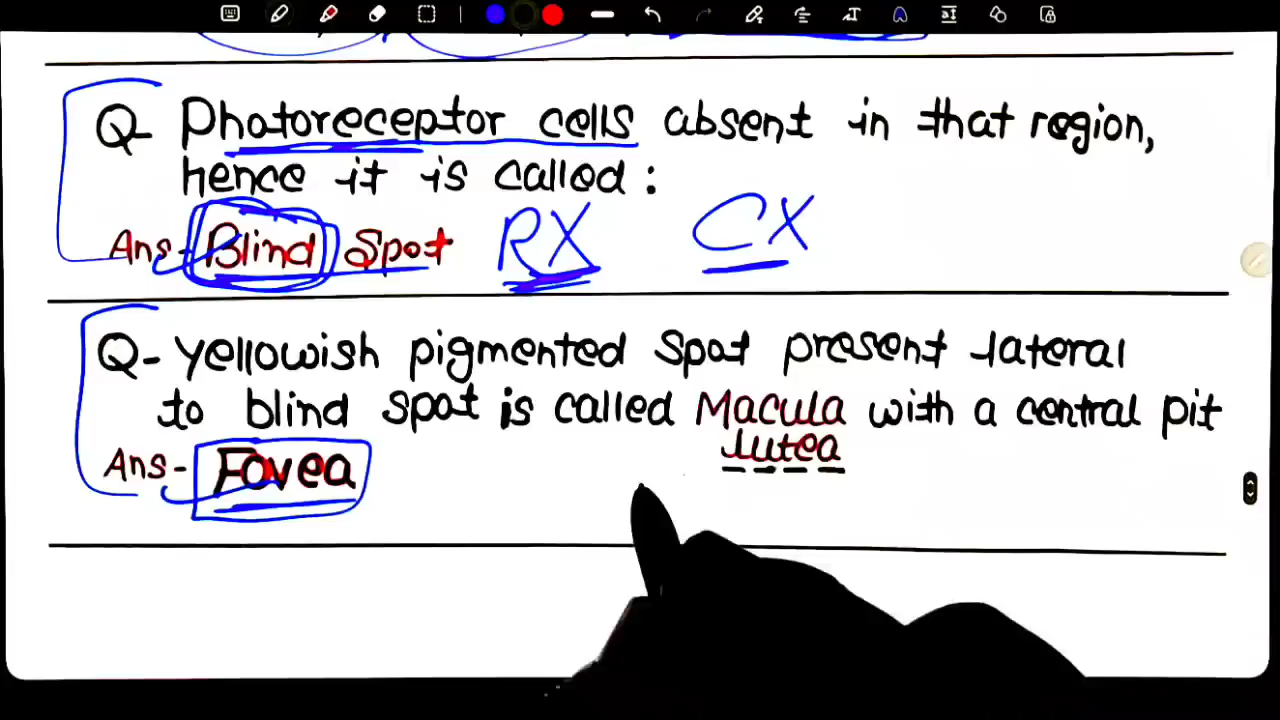 Q- Photoreceptor cells absent in that region,
hence it is called :
Ans- Blind Spot RX CX
Q- Yellowish pigmented spot present lateral
to blind spot is called Macula with a central pit
lutea
Ans- Fovea